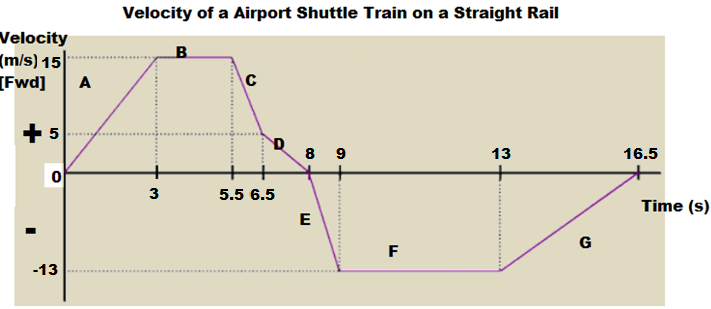 Velocity of a Airport Shuttle Train on a Straight Rail
Velocity
(m/s) 15
[Fwd]
A
B
C
+ 5
D
8 9 13 16.5
0
3 5.5 6.5
Time (s)
E
-
F
G
-13